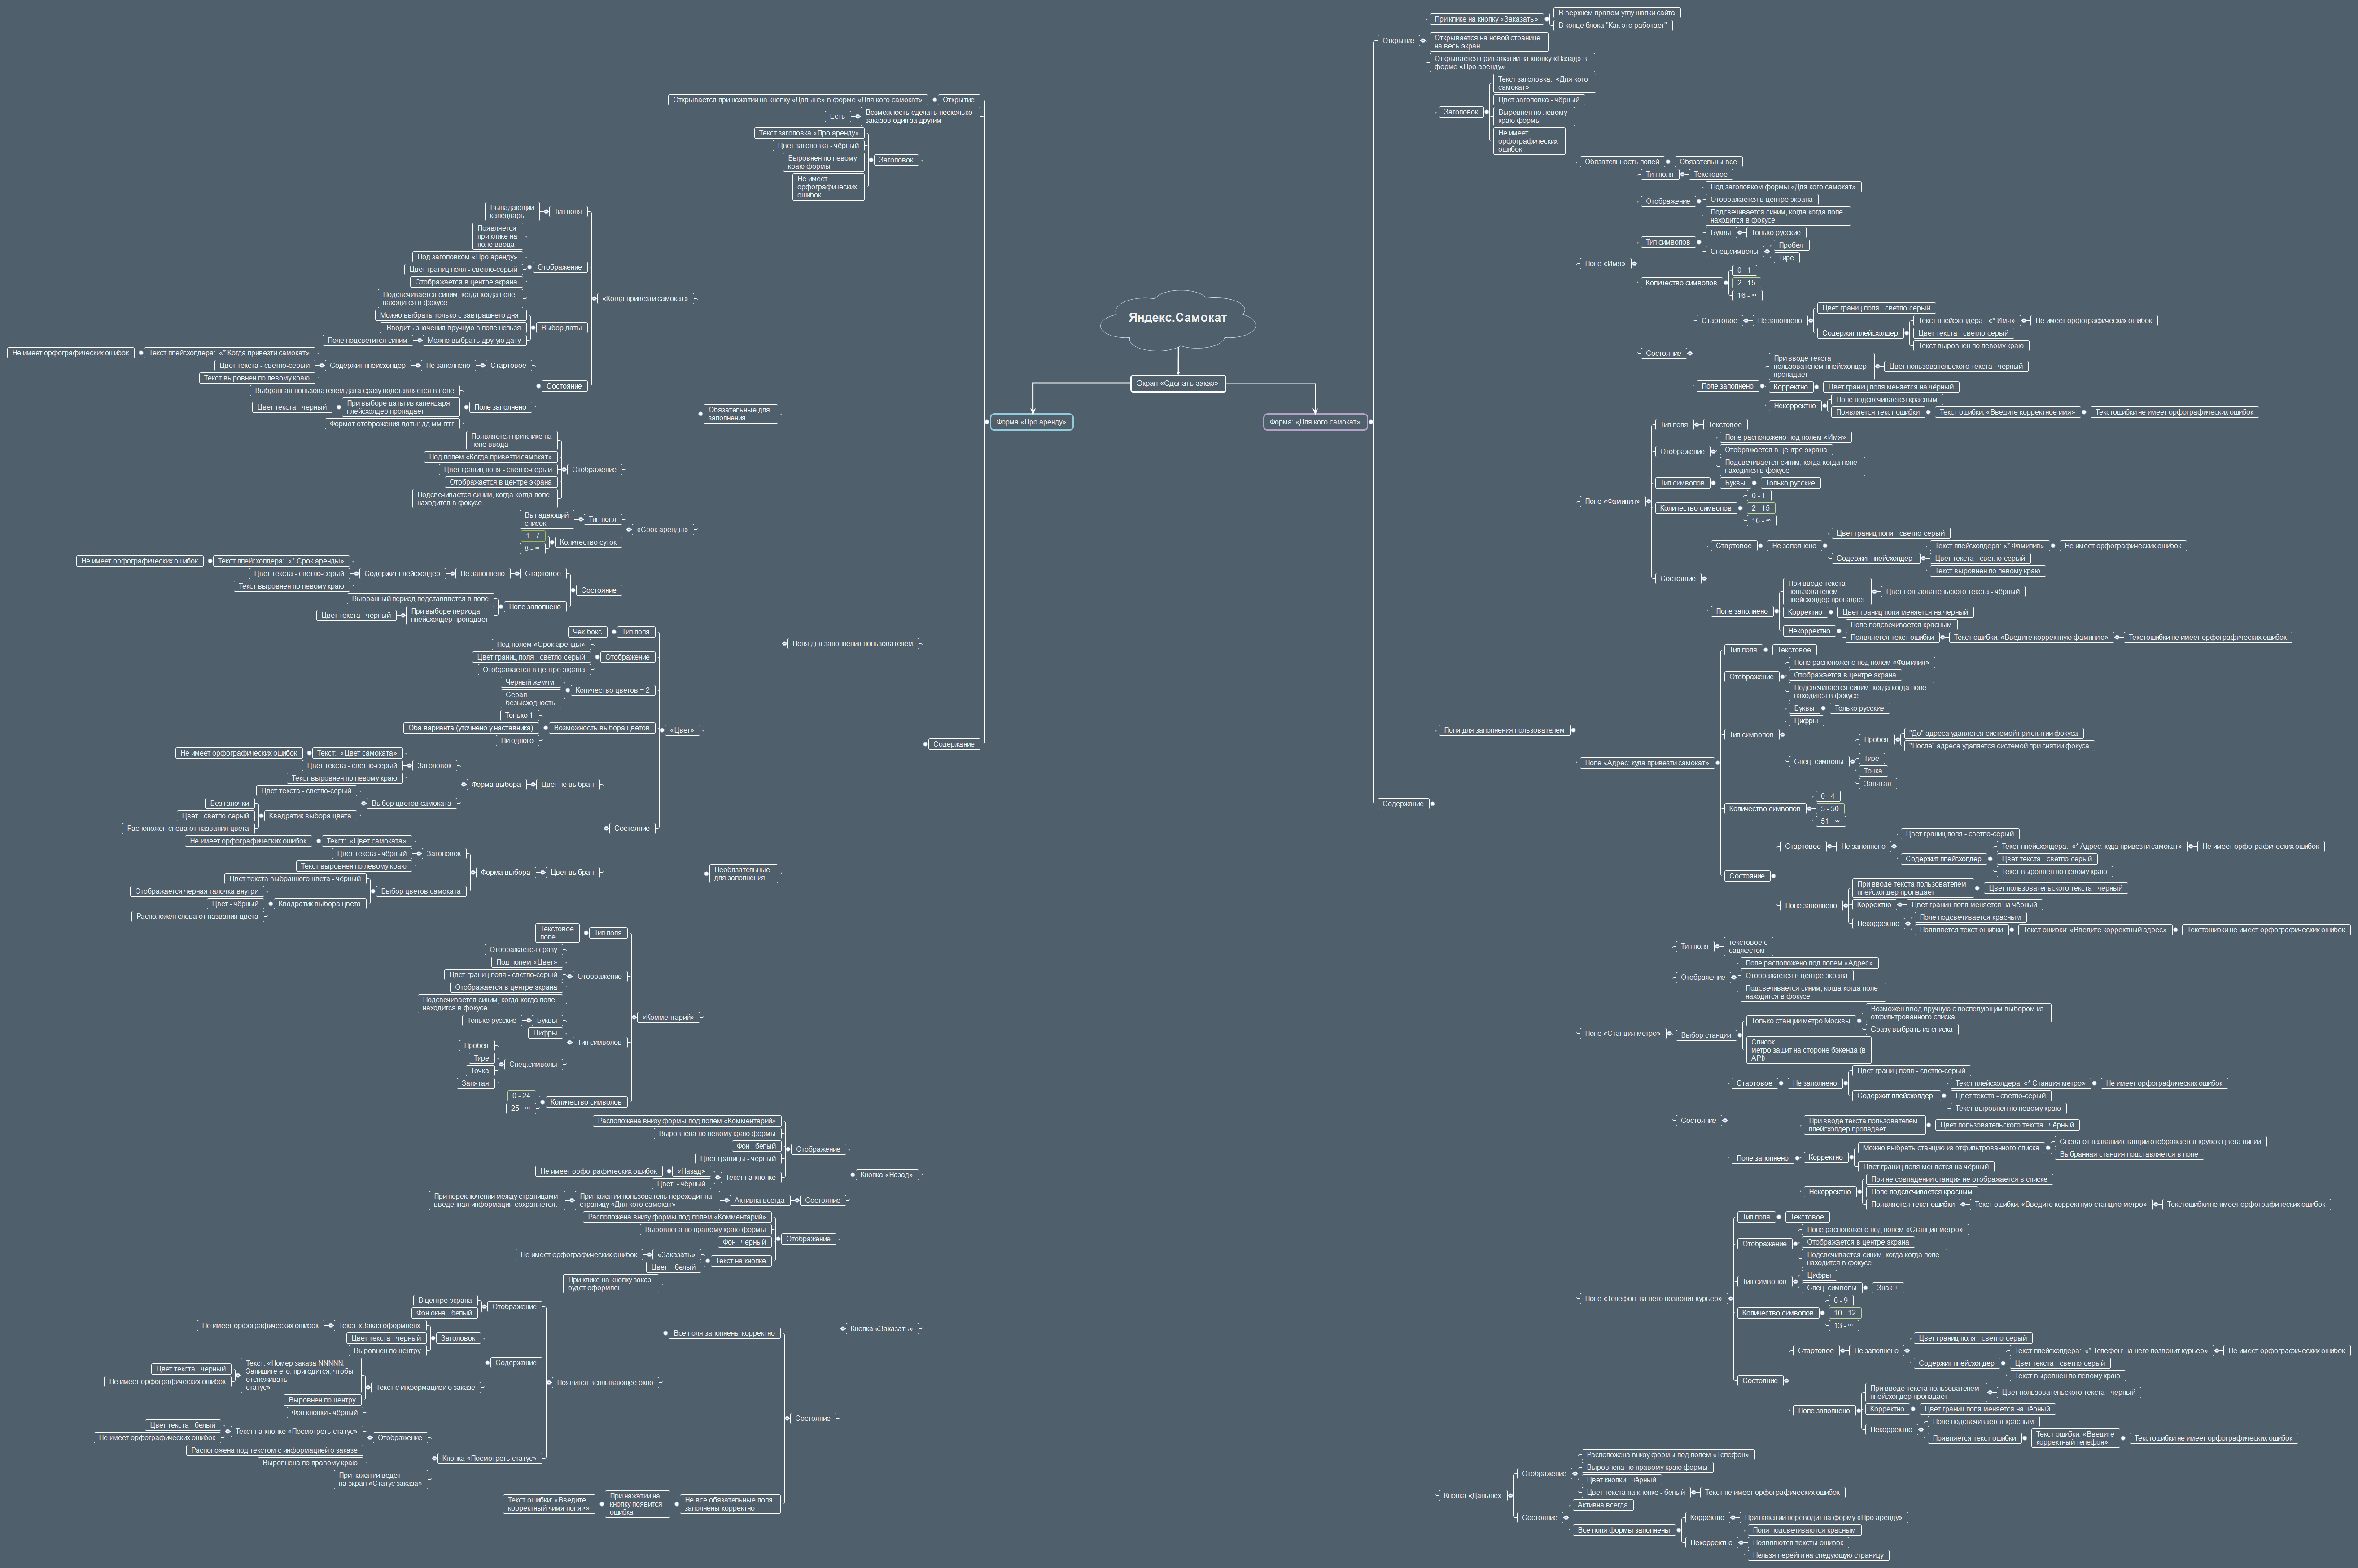 Яндекс.Самокат
Экран «Сделать заказ»
Форма «Про аренду»
Форма: «Для кого самокат»
Открытие
При клике на кнопку «Заказать»
В верхнем правом углу шапки сайта
В конце блока "Как это работает"
Открывается на новой странице
на весь экран
Открывается при нажатии на кнопку «Назад» в
форме «Про аренду»
Содержание
Заголовок
Текст заголовка: «Для кого
самокат»
Цвет заголовка - чёрный
Выровнен по левому
краю формы
Не имеет
орфографических
ошибок
Поля для заполнения пользователем
Обязательность полей
Обязательны все
Поле «Имя»
Тип поля
Текстовое
Отображение
Под заголовком формы «Для кого самокат»
Отображается в центре экрана
Подсвечивается синим, когда когда поле
находится в фокусе
Тип символов
Буквы
Только русские
Спец.символы
Пробел
Тире
Количество символов
0 - 1
2 - 15
16 - ∞
Состояние
Стартовое
Не заполнено
Цвет границ поля - светло-серый
Содержит плейсхолдер
Текст плейсхолдера: «* Имя»
Не имеет орфографических ошибок
Цвет текста - светло-серый
Текст выровнен по левому краю
Поле заполнено
При вводе текста
пользователем плейсхолдер
пропадает
Цвет пользовательского текста - чёрный
Корректно
Цвет границ поля меняется на чёрный
Некорректно
Поле подсвечивается красным
Появляется текст ошибки
Текст ошибки: «Введите корректное имя»
Текстошибки не имеет орфографических ошибок
Поле «Фамилия»
Тип поля
Текстовое
Отображение
Поле расположено под полем «Имя»
Отображается в центре экрана
Подсвечивается синим, когда когда поле
находится в фокусе
Тип символов
Буквы
Только русские
Количество символов
0 - 1
2 - 15
16 - ∞
Состояние
Стартовое
Не заполнено
Цвет границ поля - светло-серый
Содержит плейсхолдер
Текст плейсхолдера: «* Фамилия»
Не имеет орфографических ошибок
Цвет текста - светло-серый
Текст выровнен по левому краю
Поле заполнено
При вводе текста
пользователем
плейсхолдер пропадает
Цвет пользовательского текста - чёрный
Корректно
Цвет границ поля меняется на чёрный
Некорректно
Поле подсвечивается красным
Появляется текст ошибки
Текст ошибки: «Введите корректную фамилию»
Текстошибки не имеет орфографических ошибок
Поле «Адрес: куда привезти самокат»
Тип поля
Текстовое
Отображение
Поле расположено под полем «Фамилия»
Отображается в центре экрана
Подсвечивается синим, когда когда поле
находится в фокусе
Тип символов
Буквы
Только русские
Цифры
Спец. символы
Пробел
"До" адреса удаляется системой при снятии фокуса
"После" адреса удаляется системой при снятии фокуса
Тире
Точка
Запятая
Количество символов
0 - 4
5 - 50
51 - ∞
Состояние
Стартовое
Не заполнено
Цвет границ поля - светло-серый
Содержит плейсхолдер
Текст плейсхолдера: «* Адрес: куда привезти самокат»
Не имеет орфографических ошибок
Цвет текста - светло-серый
Текст выровнен по левому краю
Поле заполнено
При вводе текста пользователем
плейсхолдер пропадает
Цвет пользовательского текста - чёрный
Корректно
Цвет границ поля меняется на чёрный
Некорректно
Поле подсвечивается красным
Появляется текст ошибки
Текст ошибки: «Введите корректный адрес»
Текстошибки не имеет орфографических ошибок
Поле «Станция метро»
Тип поля
текстовое с
саджестом
Отображение
Поле расположено под полем «Адрес»
Отображается в центре экрана
Подсвечивается синим, когда когда поле
находится в фокусе
Выбор станции
Только станции метро Москвы
Возможен ввод вручную с последующим выбором из
отфильтрованного списка
Сразу выбрать из списка
Список
метро зашит на стороне бэкенда (в
API)
Состояние
Стартовое
Не заполнено
Цвет границ поля - светло-серый
Содержит плейсхолдер
Текст плейсхолдера: «* Станция метро»
Не имеет орфографических ошибок
Цвет текста - светло-серый
Текст выровнен по левому краю
Поле заполнено
При вводе текста пользователем
плейсхолдер пропадает
Цвет пользовательского текста - чёрный
Корректно
Можно выбрать станцию из отфильтрованного списка
Слева от названии станции отображается кружок цвета линии
Выбранная станция подставляется в поле
Цвет границ поля меняется на чёрный
Некорректно
При не совпадении станция не отображается в списке
Поле подсвечивается красным
Появляется текст ошибки
Текст ошибки: «Введите корректную станцию метро»
Текстошибки не имеет орфографических ошибок
Поле «Телефон: на него позвонит курьер»
Тип поля
Текстовое
Отображение
Поле расположено под полем «Станция метро»
Отображается в центре экрана
Подсвечивается синим, когда когда поле
находится в фокусе
Тип символов
Цифры
Спец. символы
Знак +
Количество символов
0 - 9
10 - 12
13 - ∞
Состояние
Стартовое
Не заполнено
Цвет границ поля - светло-серый
Содержит плейсхолдер
Текст плейсхолдера: «* Телефон: на него позвонит курьер»
Не имеет орфографических ошибок
Цвет текста - светло-серый
Текст выровнен по левому краю
Поле заполнено
При вводе текста пользователем
плейсхолдер пропадает
Цвет пользовательского текста - чёрный
Корректно
Цвет границ поля меняется на чёрный
Некорректно
Поле подсвечивается красным
Появляется текст ошибки
Текст ошибки: «Введите
корректный телефон»
Текстошибки не имеет орфографических ошибок
Кнопка «Дальше»
Отображение
Расположена внизу формы под полем «Телефон»
Выровнена по правому краю формы
Цвет кнопки - чёрный
Цвет текста на кнопке - белый
Текст не имеет орфографических ошибок
Состояние
Активна всегда
Все поля формы заполнены
Корректно
При нажатии переводит на форму «Про аренду»
Некорректно
Поля подсвечиваются красным
Появляются тексты ошибок
Нельзя перейти на следующую страницу
Открытие
Открывается при нажатии на кнопку «Дальше» в форме «Для кого самокат»
Возможность сделать несколько
заказов один за другим
Есть
Содержание
Заголовок
Текст заголовка «Про аренду»
Цвет заголовка - чёрный
Выровнен по левому
краю формы
Не имеет
орфографических
ошибок
Поля для заполнения пользователем
Обязательные для
заполнения
«Когда привезти самокат»
Тип поля
Выпадающий
календарь
Отображение
Появляется
при клике на
поле ввода
Под заголовком «Про аренду»
Цвет границ поля - светло-серый
Отображается в центре экрана
Подсвечивается синим, когда когда поле
находится в фокусе
Выбор даты
Можно выбрать только с завтрашнего дня
Вводить значения вручную в поле нельзя
Можно выбрать другую дату
Поле подсветится синим
Состояние
Стартовое
Не заполнено
Содержит плейсхолдер
Текст плейсхолдера: «* Когда привезти самокат»
Не имеет орфографических ошибок
Цвет текста - светло-серый
Текст выровнен по левому краю
Поле заполнено
Выбранная пользователем дата сразу подставляется в поле
При выборе даты из календаря
плейсхолдер пропадает
Цвет текста - чёрный
Формат отображения даты: дд.мм.гггг
«Срок аренды»
Отображение
Появляется при клике на
поле ввода
Под полем «Когда привезти самокат»
Цвет границ поля - светло-серый
Отображается в центре экрана
Подсвечивается синим, когда когда поле
находится в фокусе
Тип поля
Выпадающий
список
Количество суток
1 - 7
8 - ∞
Состояние
Стартовое
Не заполнено
Содержит плейсхолдер
Текст плейсхолдера: «* Срок аренды»
Не имеет орфографических ошибок
Цвет текста - светло-серый
Текст выровнен по левому краю
Поле заполнено
Выбранный период подставляется в поле
При выборе периода
плейсхолдер пропадает
Цвет текста - чёрный
Необязательные
для заполнения
«Цвет»
Тип поля
Чек-бокс
Отображение
Под полем «Срок аренды»
Цвет границ поля - светло-серый
Отображается в центре экрана
Количество цветов = 2
Чёрный жемчуг
Серая
безысходность
Возможность выбора цветов
Только 1
Оба варианта (уточнено у наставника)
Ни одного
Состояние
Цвет не выбран
Форма выбора
Заголовок
Текст: «Цвет самоката»
Не имеет орфографических ошибок
Цвет текста - светло-серый
Текст выровнен по левому краю
Выбор цветов самоката
Цвет текста - светло-серый
Квадратик выбора цвета
Без галочки
Цвет - светло-серый
Расположен слева от названия цвета
Цвет выбран
Форма выбора
Заголовок
Текст: «Цвет самоката»
Не имеет орфографических ошибок
Цвет текста - чёрный
Текст выровнен по левому краю
Выбор цветов самоката
Цвет текста выбранного цвета - чёрный
Квадратик выбора цвета
Отображается чёрная галочка внутри
Цвет - чёрный
Расположен слева от названия цвета
«Комментарий»
Тип поля
Текстовое
поле
Отображение
Отображается сразу
Под полем «Цвет»
Цвет границ поля - светло-серый
Отображается в центре экрана
Подсвечивается синим, когда когда поле
находится в фокусе
Тип символов
Буквы
Только русские
Цифры
Спец.символы
Пробел
Тире
Точка
Запятая
Количество символов
0 - 24
25 - ∞
Кнопка «Назад»
Отображение
Расположена внизу формы под полем «Комментарий»
Выровнена по левому краю формы
Фон - белый
Цвет границы - черный
Текст на кнопке
«Назад»
Не имеет орфографических ошибок
Цвет - чёрный
Состояние
Активна всегда
При нажатии пользователь переходит на
страницу «Для кого самокат»
При переключении между страницами
введённая информация сохраняется.
Кнопка «Заказать»
Отображение
Расположена внизу формы под полем «Комментарий»
Выровнена по правому краю формы
Фон - черный
Текст на кнопке
«Заказать»
Не имеет орфографических ошибок
Цвет - белый
Состояние
Все поля заполнены корректно
При клике на кнопку заказ
будет оформлен
Появится всплывающее окно
Отображение
В центре экрана
Фон окна - белый
Содержание
Заголовок
Текст «Заказ оформлен»
Не имеет орфографических ошибок
Цвет текста - чёрный
Выровнен по центру
Текст с информацией о заказе
Текст: «Номер заказа NNNNN
Запишите его: пригодится, чтобы
отслеживать
статус»
Цвет текста - чёрный
Не имеет орфографических ошибок
Выровнен по центру
Кнопка «Посмотреть статус»
Отображение
Фон кнопки - чёрный
Текст на кнопке «Посмотреть статус»
Цвет текста - белый
Не имеет орфографических ошибок
Расположена под текстом с информацией о заказе
Выровнена по правому краю
При нажатии ведёт
на экран «Статус заказа»
Не все обязательные поля
заполнены корректно
При нажатии на
кнопку появится
ошибка
Текст ошибки: «Введите
корректный <имя поля>»